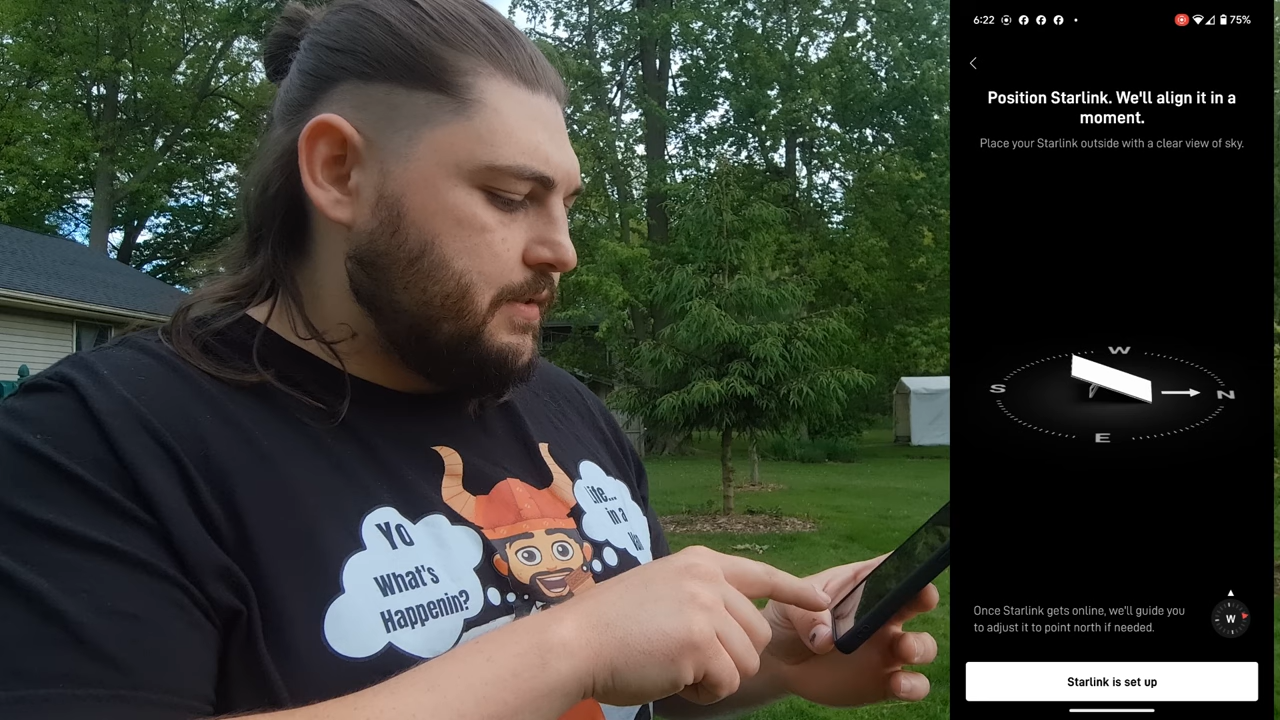 Yo
What's
Happenin?
Life...
in a
Van
6:22
75%
Position Starlink. We'll align it in a
moment.
Place your Starlink outside with a clear view of sky.
W
S
N
E
Once Starlink gets online, we'll guide you
to adjust it to point north if needed.
W
Starlink is set up